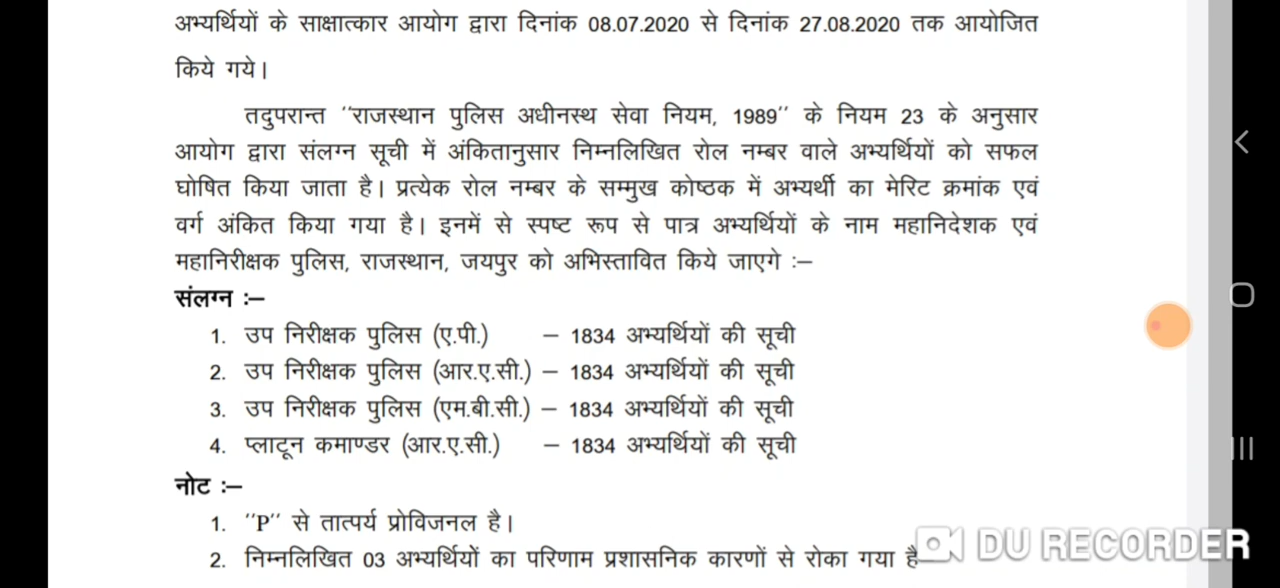 अभ्यर्थियों के साक्षात्कार आयोग द्वारा दिनांक 08.07.2020 से दिनांक 27.08.2020 तक आयोजित
किये गये।
तदुपरान्त ''राजस्थान पुलिस अधीनस्थ सेवा नियम, 1989'' के नियम 23 के अनुसार
आयोग द्वारा संलग्न सूची में अंकितानुसार निम्नलिखित रोल नम्बर वाले अभ्यर्थियों को सफल
घोषित किया जाता है। प्रत्येक रोल नम्बर के सम्मुख कोष्ठक में अभ्यर्थी का मेरिट क्रमांक एवं
वर्ग अंकित किया गया है। इनमें से स्पष्ट रूप से पात्र अभ्यर्थियों के नाम महानिदेशक एवं
महानिरीक्षक पुलिस, राजस्थान, जयपुर को अभिस्तावित किये जाएगे :–
संलग्न :–
1. उप निरीक्षक पुलिस (ए.पी.) – 1834 अभ्यर्थियों की सूची
2. उप निरीक्षक पुलिस (आर.ए.सी.) – 1834 अभ्यर्थियों की सूची
3. उप निरीक्षक पुलिस (एम.बी.सी.) – 1834 अभ्यर्थियों की सूची
4. प्लाटून कमाण्डर (आर.ए.सी.) – 1834 अभ्यर्थियों की सूची
नोट :–
1. ''P'' से तात्पर्य प्रोविजनल है।
2. निम्नलिखित 03 अभ्यर्थियों का परिणाम प्रशासनिक कारणों से रोका गया है
DU RECORDER